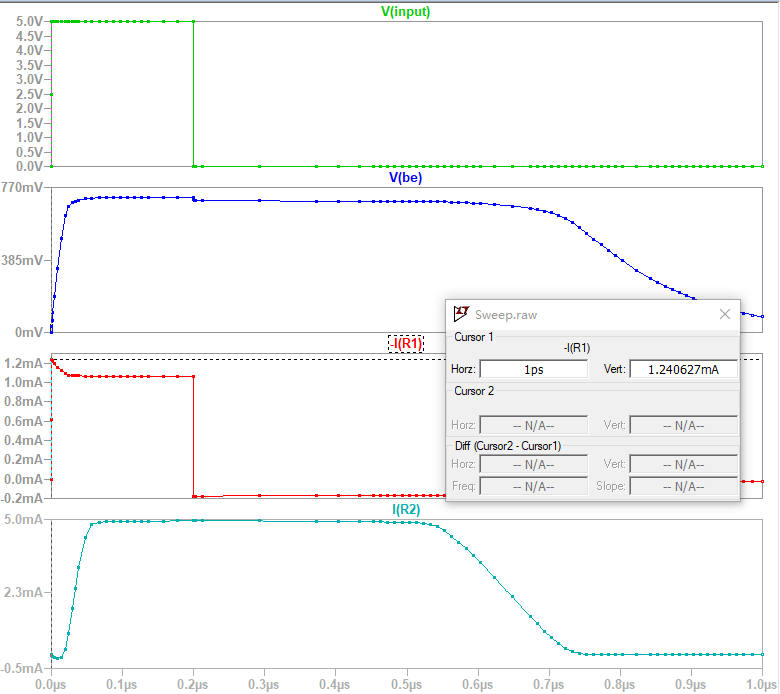 V(input)
5.0V
4.5V
4.0V
3.5V
3.0V
2.5V
2.0V
1.5V
1.0V
0.5V
0.0V
V(be)
770mV
385mV
0mV
-I(R1)
1.2mA
1.0mA
0.8mA
0.6mA
0.4mA
0.2mA
0.0mA
-0.2mA
Sweep.raw
Cursor 1
-I(R1)
Horz: 1ps Vert: 1.240627mA
Cursor 2
Horz: -- N/A-- Vert: -- N/A--
Diff (Cursor2 - Cursor1)
Horz: -- N/A-- Vert: -- N/A--
Freq: -- N/A-- Slope: -- N/A--
I(R2)
5.0mA
2.3mA
-0.5mA
0.0µs 0.1µs 0.2µs 0.3µs 0.4µs 0.5µs 0.6µs 0.7µs 0.8µs 0.9µs 1.0µs